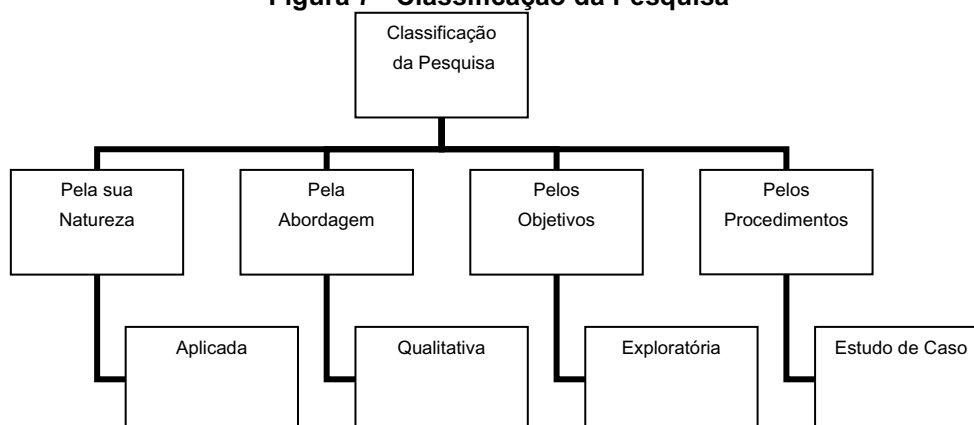 Figura 7 - Classificação da Pesquisa
Classificação
da Pesquisa
Pela sua
Natureza
Pela
Abordagem
Pelos
Objetivos
Pelos
Procedimentos
Aplicada
Qualitativa
Exploratória
Estudo de Caso